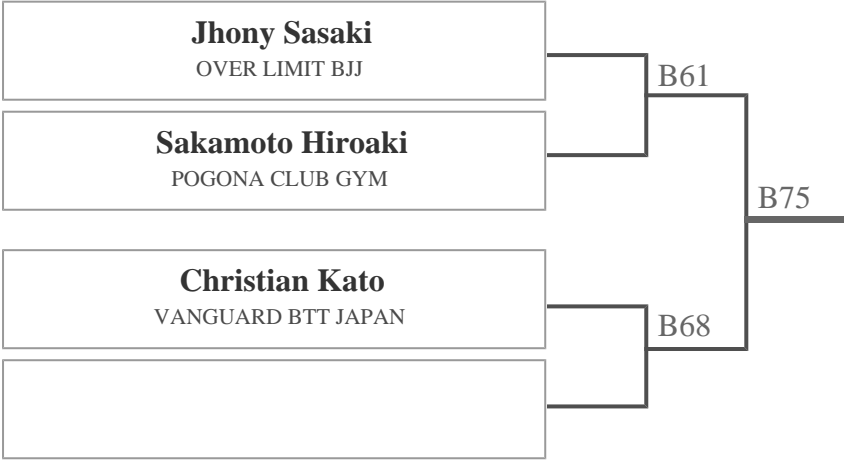 Jhony Sasaki
OVER LIMIT BJJ
B61
Sakamoto Hiroaki
POGONA CLUB GYM
B75
Christian Kato
VANGUARD BTT JAPAN
B68